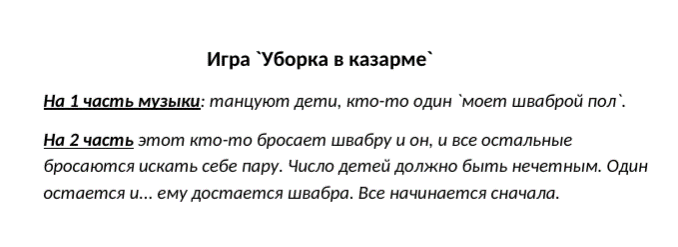 Игра `Уборка в казарме`
На 1 часть музыки: танцуют дети, кто-то один `моет шваброй пол`.
На 2 часть этот кто-то бросает швабру и он, и все остальные
бросаются искать себе пару. Число детей должно быть нечетным. Один
остается и... ему достается швабра. Все начинается сначала.